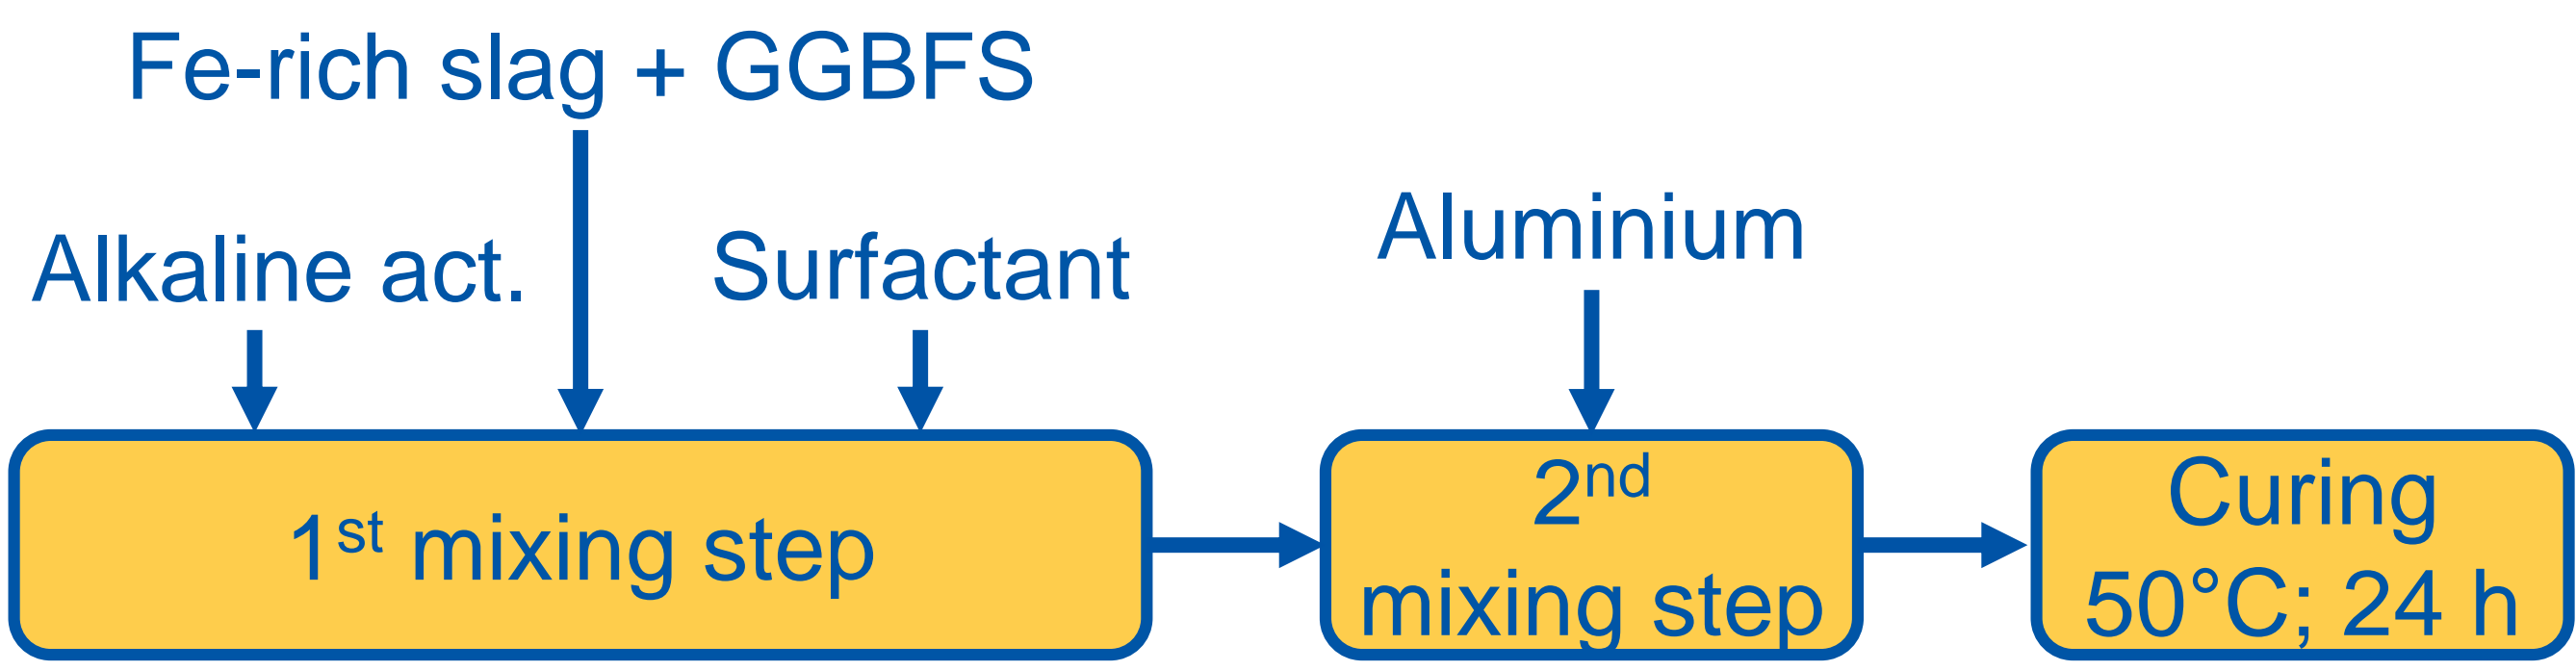 Fe-rich slag + GGBFS
Alkaline act.
Surfactant
Aluminium
1st mixing step
2nd
mixing step
Curing
50°C; 24 h